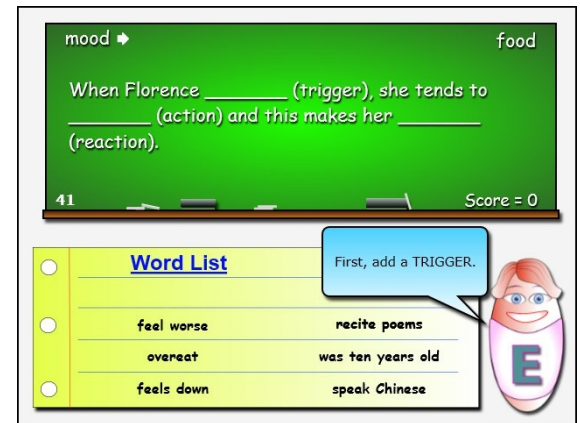 mood ➡ food
When Florence _______ (trigger), she tends to
_______ (action) and this makes her _______
(reaction).
41 Score = 0
Word List
First, add a TRIGGER.
feel worse recite poems
overeat was ten years old
feels down speak Chinese
E